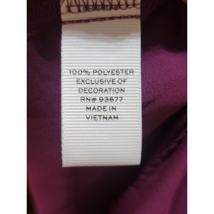 100% POLYESTER
EXCLUSIVE OF
DECORATION
RN# 93677
MADE IN
VIETNAM